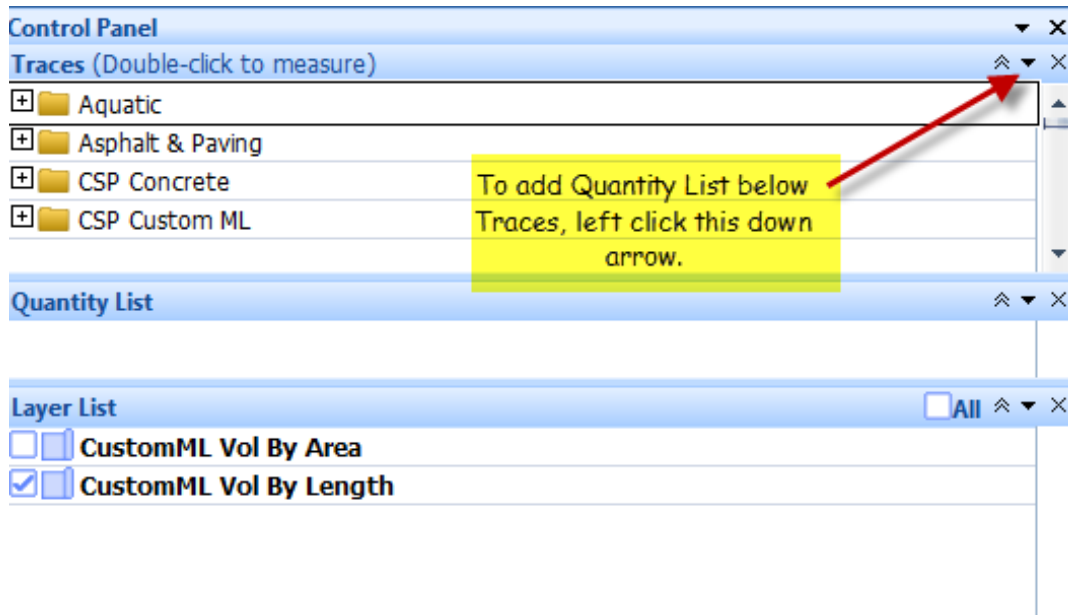 Control Panel
Traces (Double-click to measure)
Aquatic
Asphalt & Paving
CSP Concrete
CSP Custom ML
To add Quantity List below
Traces, left click this down
arrow.
Quantity List
Layer List
All
CustomML Vol By Area
CustomML Vol By Length